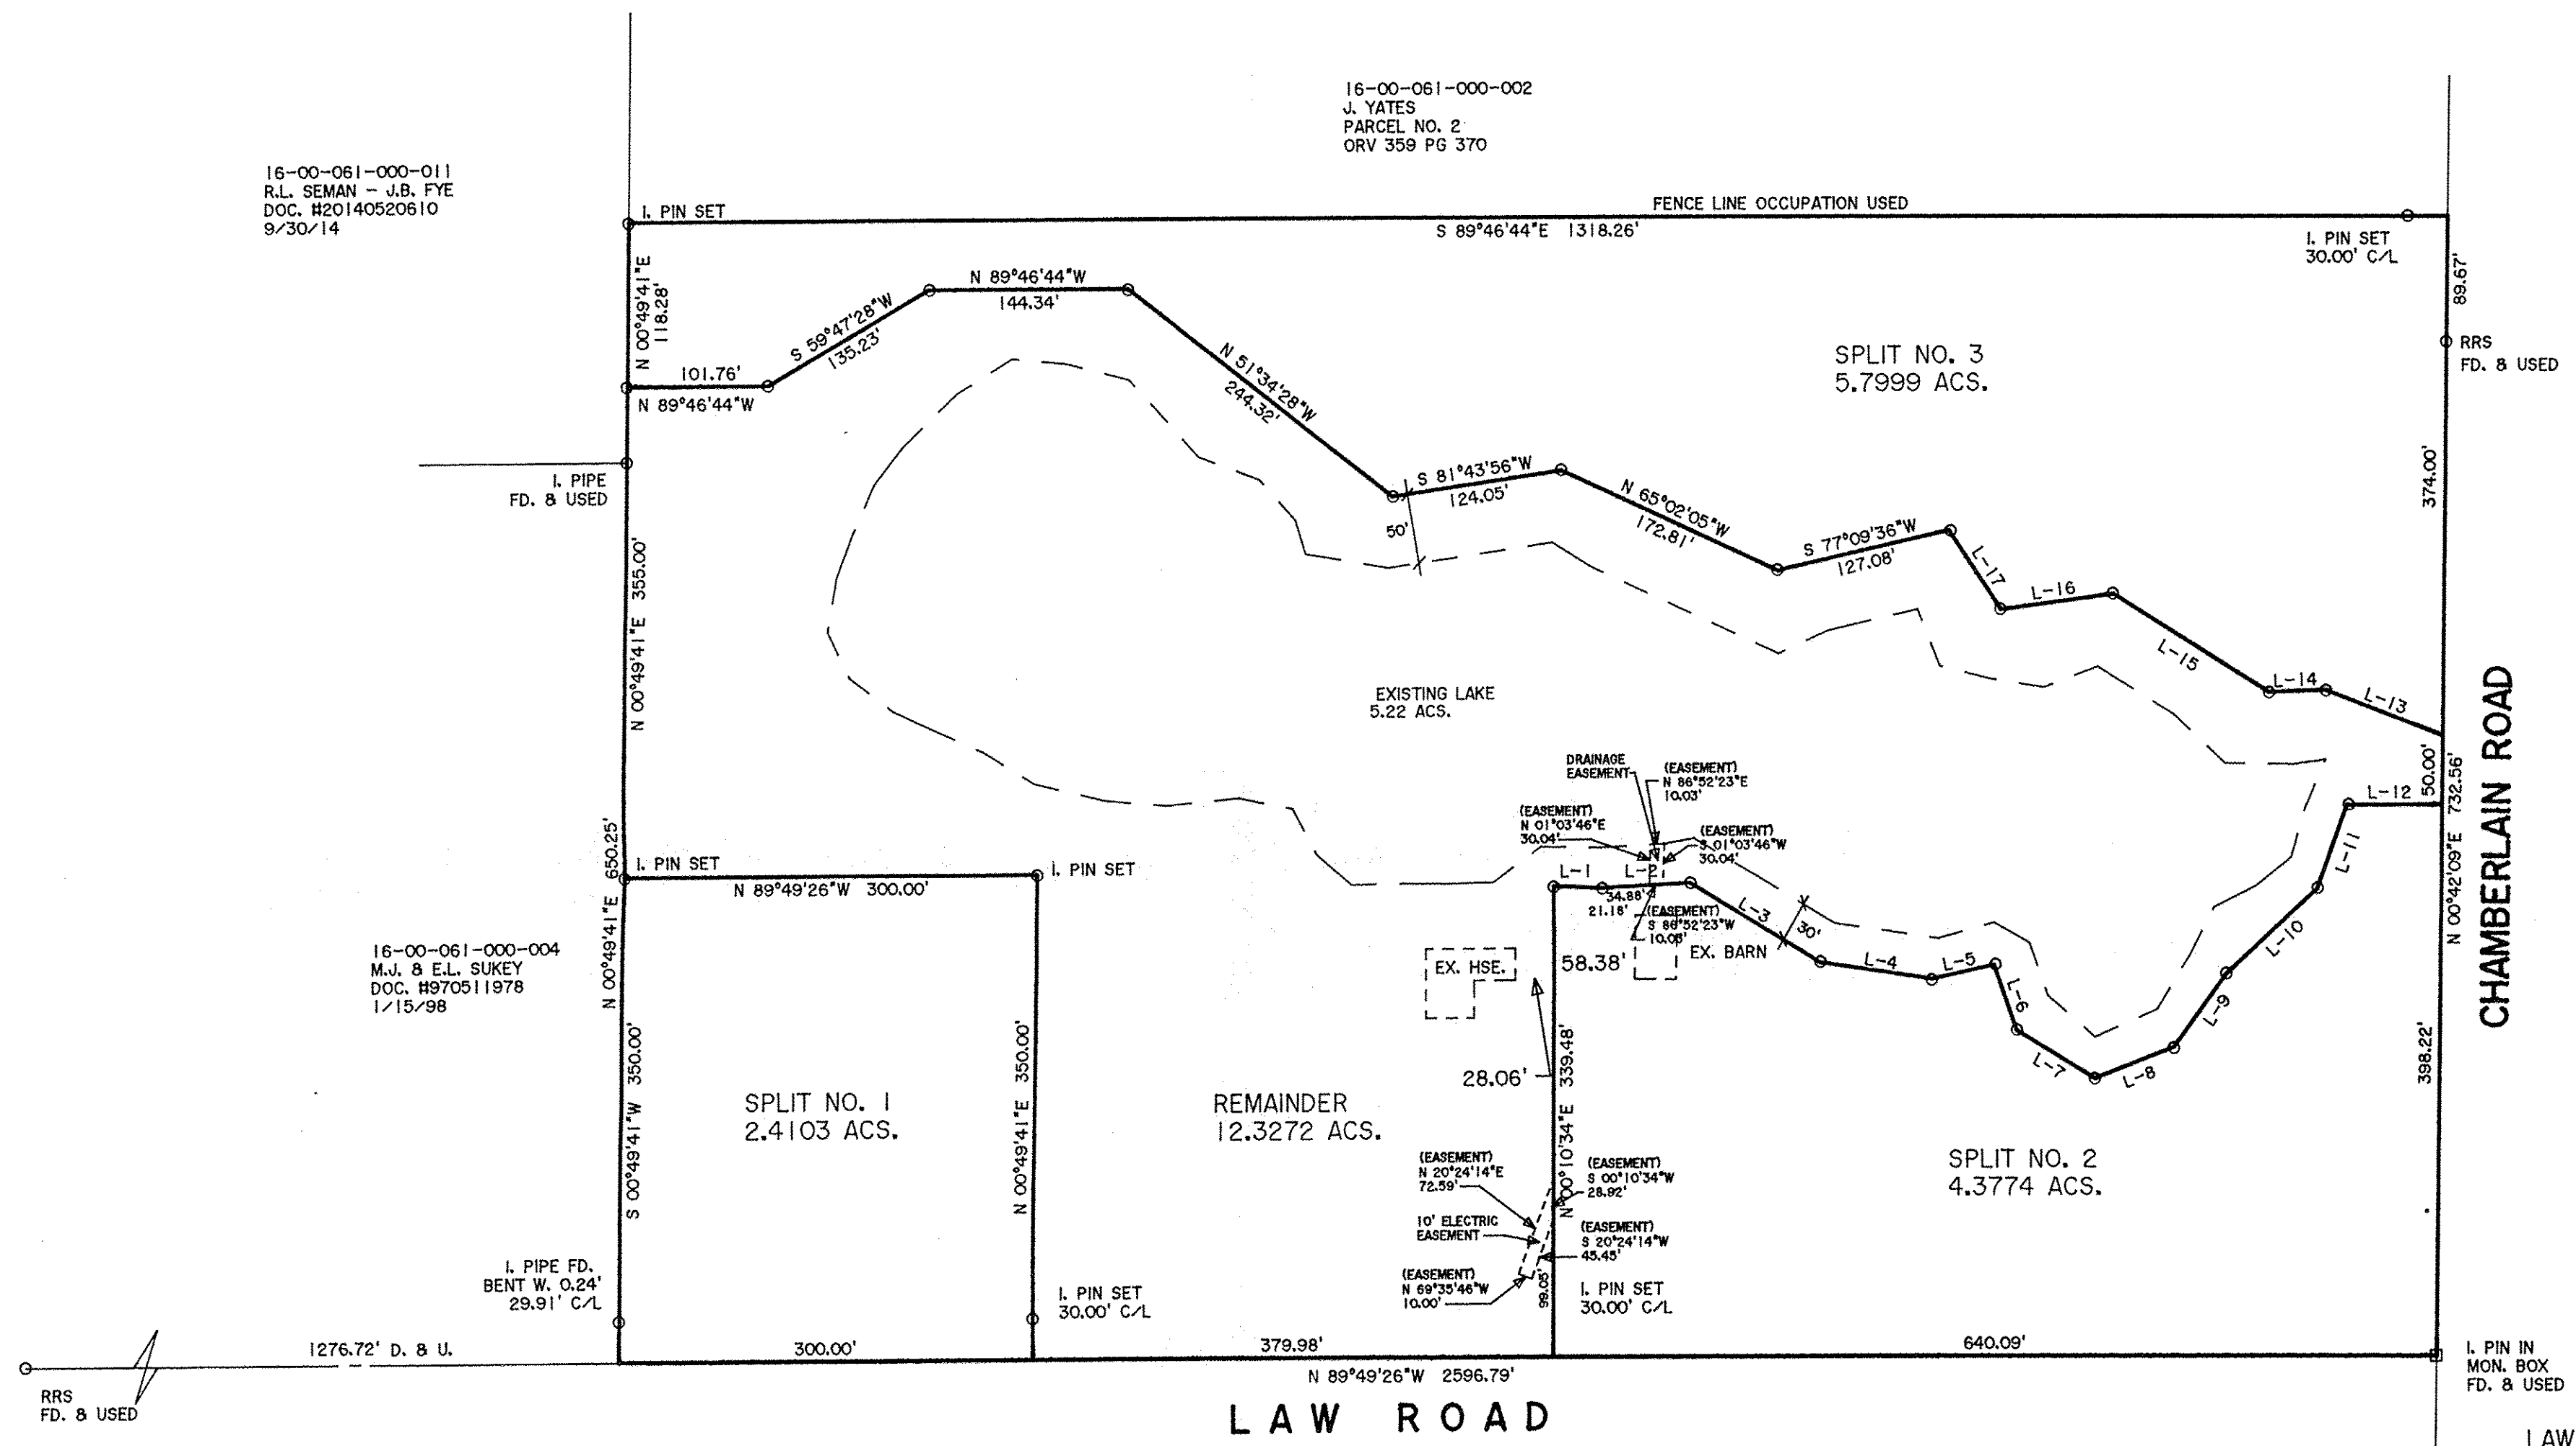 16-00-061-000-002
J. YATES
PARCEL NO. 2
ORV 359 PG 370
16-00-061-000-011
R.L. SEMAN - J.B. FYE
DOC. #20140520610
9/30/14
I. PIN SET
FENCE LINE OCCUPATION USED
S 89°46'44"E 1318.26'
I. PIN SET
30.00' C/L
89.67'
RRS
FD. & USED
N 00°49'41"E
118.28'
N 89°46'44"W
144.34'
S 59°47'28"W
135.23'
101.76'
N 89°46'44"W
N 51°34'28"W
244.32'
SPLIT NO. 3
5.7999 ACS.
I. PIPE
FD. & USED
S 81°43'56"W
124.05'
50'
N 65°02'05"W
172.81'
S 77°09'36"W
127.08'
L-17
L-16
L-15
L-14
L-13
374.00'
N 00°49'41"E 355.00'
EXISTING LAKE
5.22 ACS.
CHAMBERLAIN ROAD
50.00'
N 00°42'09"E 732.56'
L-12
L-11
L-10
L-9
L-8
L-7
L-6
L-5
L-4
L-3
30'
DRAINAGE
EASEMENT
(EASEMENT)
N 86°52'23"E
10.03'
(EASEMENT)
N 01°03'46"E
30.04'
(EASEMENT)
S 01°03'46"W
30.04'
L-1
L-2
34.88'
21.18'
(EASEMENT)
S 86°52'23"W
10.03'
58.38'
EX. BARN
EX. HSE.
N 00°49'41"E 650.25'
I. PIN SET
N 89°49'26"W 300.00'
I. PIN SET
16-00-061-000-004
M.J. & E.L. SUKEY
DOC. #970511978
1/15/98
S 00°49'41"W 350.00'
N 00°49'41"E 350.00'
SPLIT NO. 1
2.4103 ACS.
REMAINDER
12.3272 ACS.
28.06'
N 00°10'34"E 339.48'
398.22'
SPLIT NO. 2
4.3774 ACS.
(EASEMENT)
N 20°24'14"E
72.59'
(EASEMENT)
S 00°10'34"W
28.92'
10' ELECTRIC
EASEMENT
(EASEMENT)
S 20°24'14"W
45.45'
(EASEMENT)
N 69°35'46"W
10.00'
99.05'
I. PIN SET
30.00' C/L
I. PIPE FD.
BENT W. 0.24'
29.91' C/L
I. PIN SET
30.00' C/L
1276.72' D. & U.
300.00'
379.98'
640.09'
N 89°49'26"W 2596.79'
RRS
FD. & USED
I. PIN IN
MON. BOX
FD. & USED
LAW ROAD
LAW